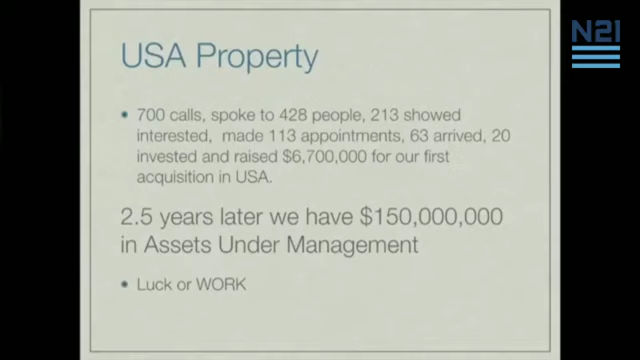 N21
USA Property
• 700 calls, spoke to 428 people, 213 showed
interested, made 113 appointments, 63 arrived, 20
invested and raised $6,700,000 for our first
acquisition in USA.
2.5 years later we have $150,000,000
in Assets Under Management
• Luck or WORK